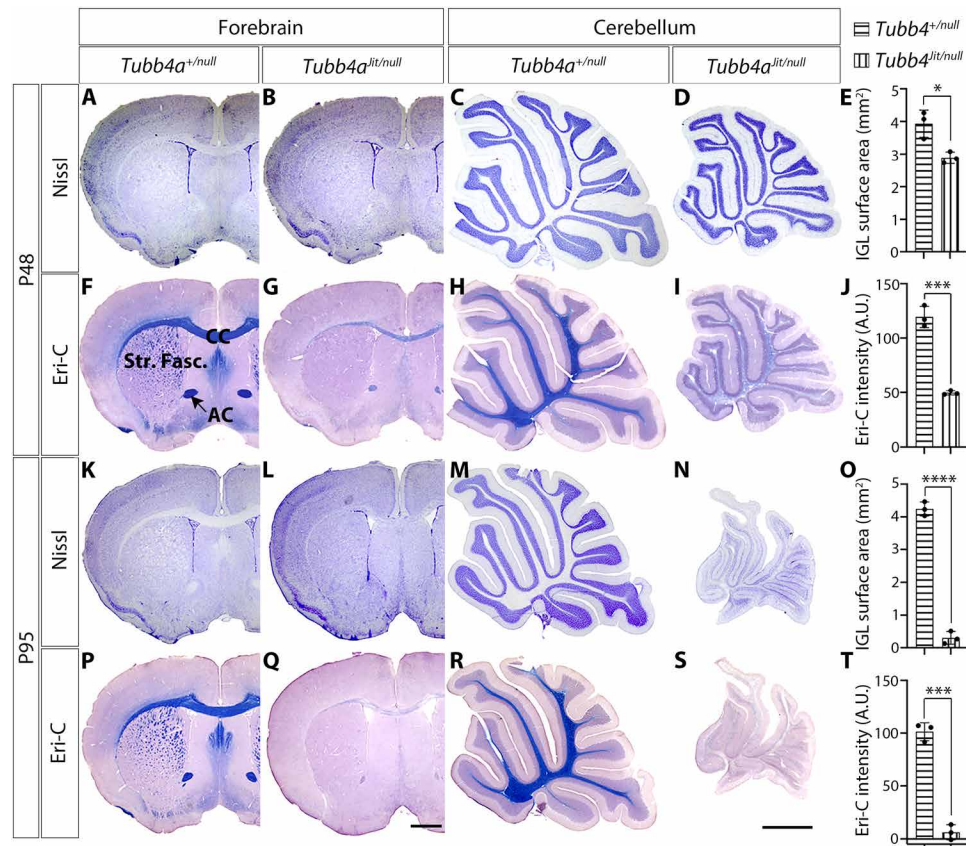 Forebrain
Cerebellum
Tubb4a+/null
Tubb4aJit/null
Tubb4a+/null
Tubb4aJit/null
Tubb4+/null
Tubb4Jit/null
P48
Nissl
A
B
C
D
E
IGL surface area (mm²)
5
4
3
2
1
0
*
Eri-C
F
CC
Str. Fasc.
AC
G
H
I
J
Eri-C intensity (A.U.)
150
100
50
0
***
P95
Nissl
K
L
M
N
O
IGL surface area (mm²)
5
4
3
2
1
0
****
Eri-C
P
Q
R
S
T
Eri-C intensity (A.U.)
150
100
50
0
***